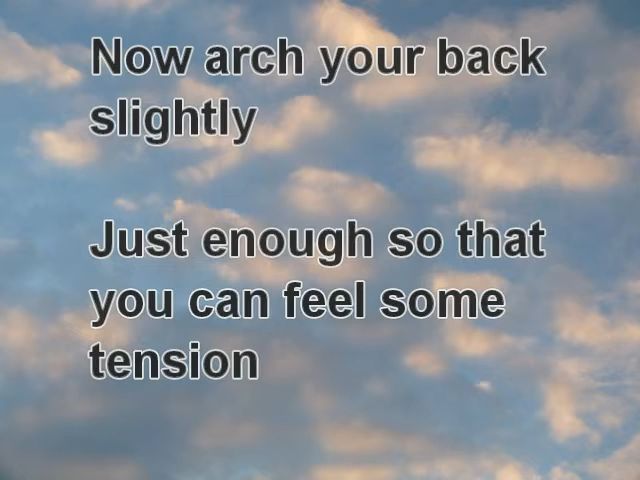 Now arch your back
slightly
Just enough so that
you can feel some
tension